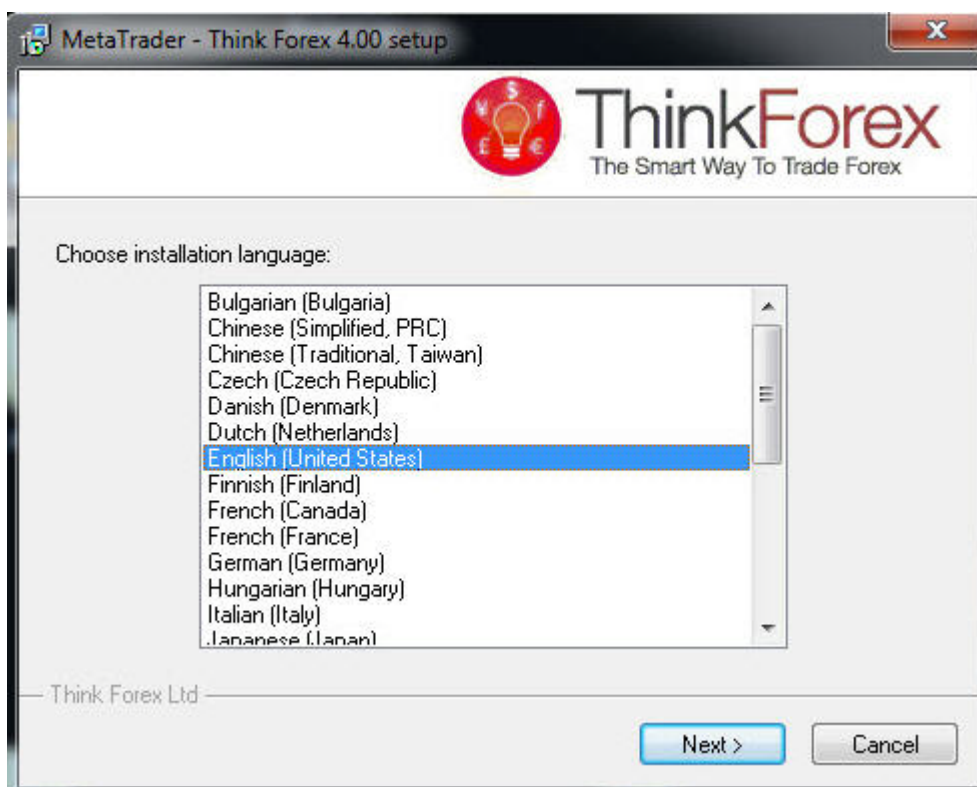 MetaTrader - Think Forex 4.00 setup
ThinkForex
The Smart Way To Trade Forex
Choose installation language:
Bulgarian (Bulgaria)
Chinese (Simplified, PRC)
Chinese (Traditional, Taiwan)
Czech (Czech Republic)
Danish (Denmark)
Dutch (Netherlands)
English (United States)
Finnish (Finland)
French (Canada)
French (France)
German (Germany)
Hungarian (Hungary)
Italian (Italy)
Japanese (Japan)
Think Forex Ltd
Next >
Cancel